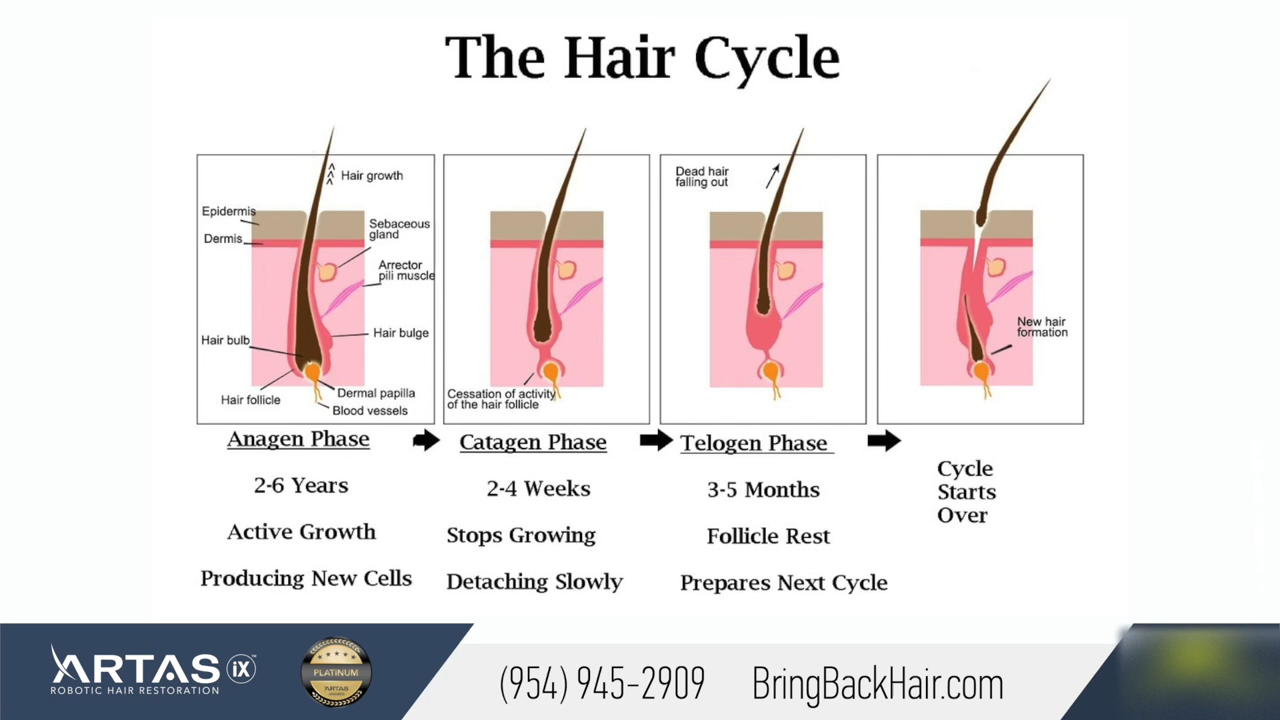 The Hair Cycle
Hair growth
Epidermis
Dermis
Sebaceous
gland
Arrector
pili muscle
Hair bulb
Hair bulge
Hair follicle
Dermal papilla
Blood vessels
Cessation of activity
of the hair follicle
Dead hair
falling out
New hair
formation
Anagen Phase
2-6 Years
Active Growth
Producing New Cells
Catagen Phase
2-4 Weeks
Stops Growing
Detaching Slowly
Telogen Phase
3-5 Months
Follicle Rest
Prepares Next Cycle
Cycle
Starts
Over
ARTAS iX™
ROBOTIC HAIR RESTORATION
PLATINUM
ARTAS
(954) 945-2909
BringBackHair.com